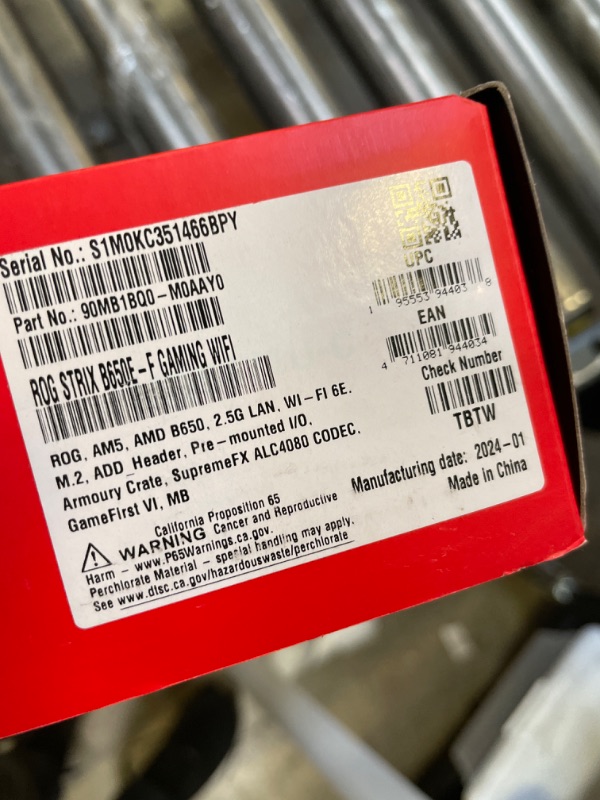 Serial No.: S1M0KC351466BPY
Part No.: 90MB1BQ0-M0AAY0
ROG STRIX B650E-F GAMING WIFI
UPC
1 95553 94403 8
EAN
4 711081 944034
Check Number
TBTW
ROG, AM5, AMD B650, 2.5G LAN, WI-FI 6E,
M.2, ADD_Header, Pre-mounted I/O,
Armoury Crate, SupremeFX ALC4080 CODEC,
GameFirst VI, MB
Manufacturing date: 2024-01
Made in China
California Proposition 65
WARNING Cancer and Reproductive
Harm - www.P65Warnings.ca.gov.
Perchlorate Material - special handling may apply.
See www.dtsc.ca.gov/hazardouswaste/perchlorate